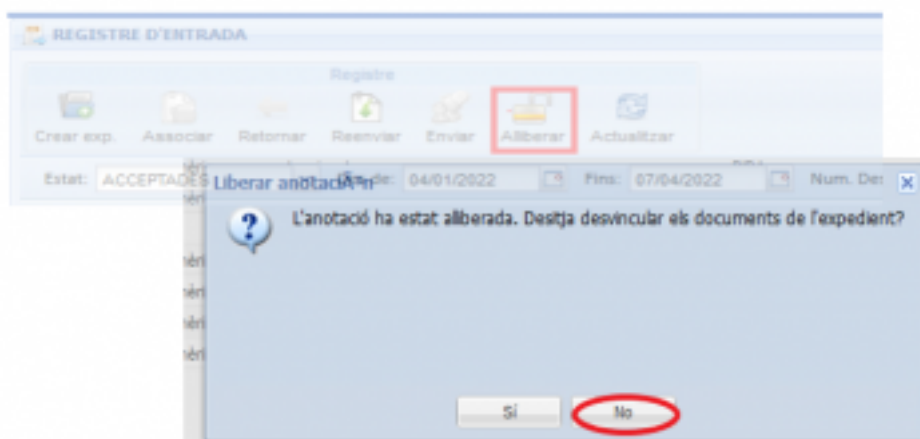 REGISTRE D'ENTRADA
Registre
Crear exp. Associar Retornar Reenviar Enviar Alliberar Actualitzar
Estat: ACCEPTADES de: 04/01/2022 Fins: 07/04/2022 Num. De:
Liberar anotaciÃ³n
L'anotació ha estat alliberada. Desitja desvincular els documents de l'expedient?
Sí No